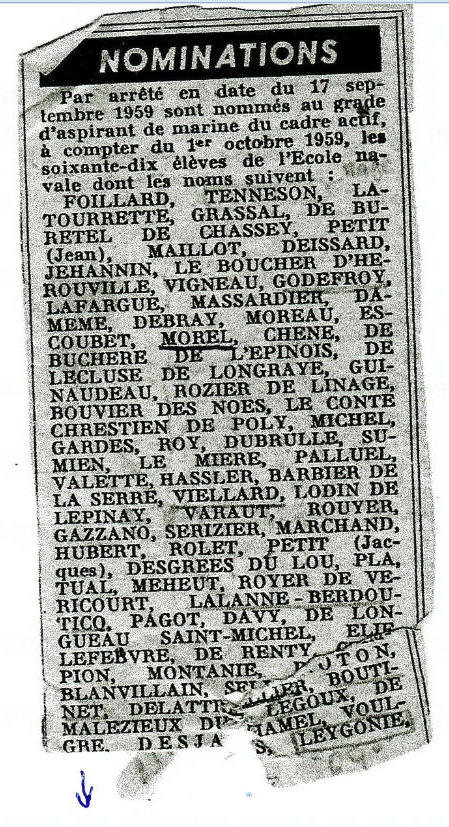 NOMINATIONS
Par arrêté en date du 17 sep-
tembre 1959 sont nommés au grade
d'aspirant de marine du cadre actif,
à compter du 1er octobre 1959, les
soixante-dix élèves de l'Ecole na-
vale dont les noms suivent :
FOILLARD, TENNESON, LA-
TOURRETTE, GRASSAL, DE BU-
RETEL DE CHASSEY, PETIT
(Jean), MAILLOT, DEISSARD,
JEHANNIN, LE BOUCHER D'HE-
ROUVILLE, VIGNEAU, GODEFROY,
LAFARGUE, MASSARDIER, DA-
MEME, DEBRAY, MOREAU, ES-
COUBET, MOREL, CHENE, DE
BUCHERE DE L'EPINOIS, DE
LECLUSE DE LONGRAYE, GUI-
NAUDEAU, ROZIER DE LINAGE,
BOUVIER DES NOES, LE CONTE
CHRESTIEN DE POLY, MICHEL,
GARDES, ROY, DUBRULLE, SU-
MIEN, LE MIERE, PALLUEL,
VALETTE, HASSLER, BARBIER DE
LA SERRE, VIELLARD, LODIN DE
LEPINAY, VARAUT, ROUYER,
GAZZANO, SERIZIER, MARCHAND,
HUBERT, ROLET, PETIT (Jac-
ques), DESGREES DU LOU, PLA,
TUAL, MEHEUT, ROYER DE VE-
RICOURT, LALANNE-BERDOU-
TICQ, PAGOT, DAVY, DE LON-
GUEAU SAINT-MICHEL, ELIE
LEFEBVRE, DE RENTY,
PION, MONTANIE,
BLANVILLAIN, BOUTI-
NET, LEGOUX, DE
MALEZIEUX VOUL-
GRE, LEYGONIE,